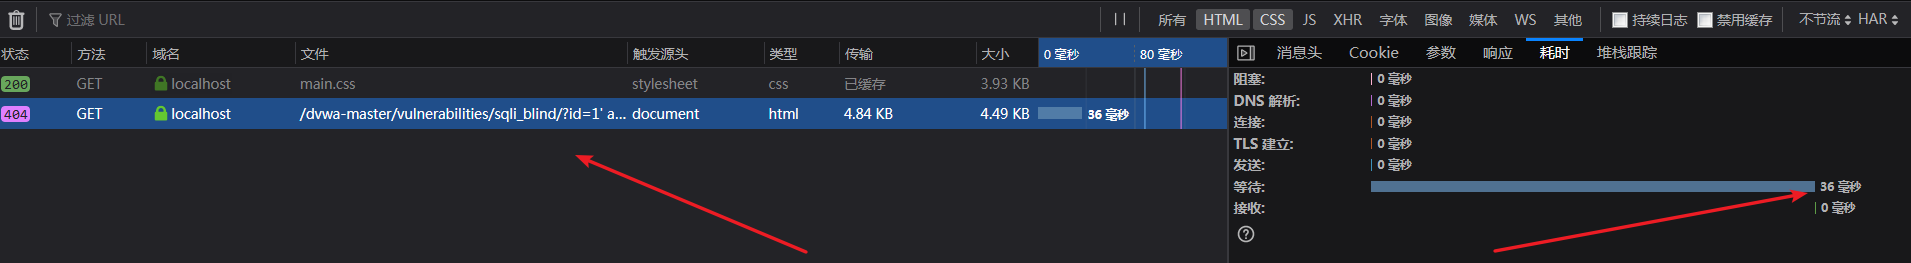 过滤 URL
所有 HTML CSS JS XHR 字体 图像 媒体 WS 其他 持续日志 禁用缓存 不节流 HAR
状态 方法 域名 文件 触发源头 类型 传输 大小 0 毫秒 80 毫秒
200 GET localhost main.css stylesheet css 已缓存 3.93 KB
404 GET localhost /dvwa-master/vulnerabilities/sqli_blind/?id=1' a... document html 4.84 KB 4.49 KB 36 毫秒
消息头 Cookie 参数 响应 耗时 堆栈跟踪
阻塞: 0 毫秒
DNS 解析: 0 毫秒
连接: 0 毫秒
TLS 建立: 0 毫秒
发送: 0 毫秒
等待: 36 毫秒
接收: 0 毫秒